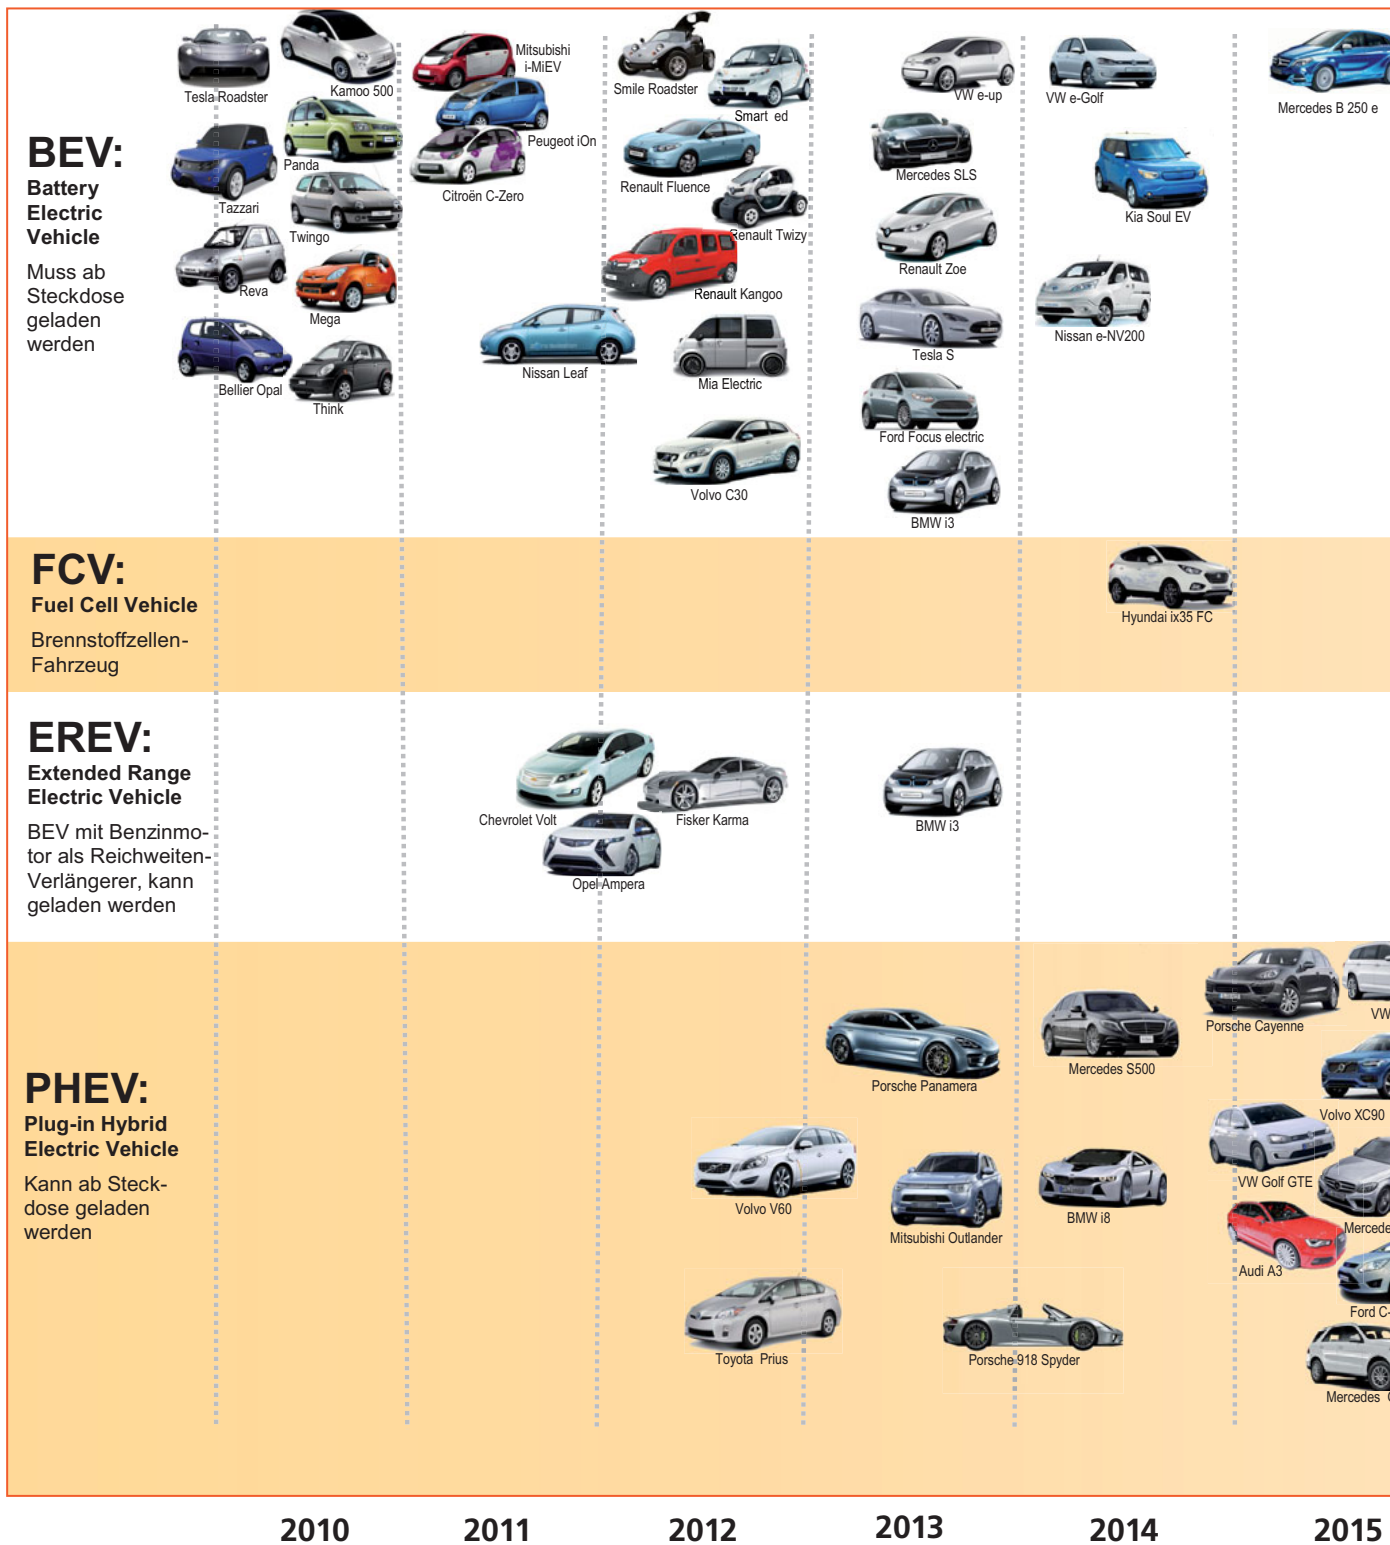 BEV:
Battery
Electric
Vehicle
Muss ab
Steckdose
geladen
werden
Tesla Roadster
Kamoo 500
Panda
Tazzari
Twingo
Reva
Mega
Bellier Opal
Think
Mitsubishi
i-MiEV
Peugeot iOn
Citroën C-Zero
Nissan Leaf
Smile Roadster
Smart ed
Renault Fluence
Renault Twizy
Renault Kangoo
Mia Electric
Volvo C30
VW e-up
Mercedes SLS
Renault Zoe
Tesla S
Ford Focus electric
BMW i3
VW e-Golf
Kia Soul EV
Nissan e-NV200
Mercedes B 250 e
FCV:
Fuel Cell Vehicle
Brennstoffzellen-
Fahrzeug
Hyundai ix35 FC
EREV:
Extended Range
Electric Vehicle
BEV mit Benzinmo-
tor als Reichweiten-
Verlängerer, kann
geladen werden
Chevrolet Volt
Opel Ampera
Fisker Karma
BMW i3
PHEV:
Plug-in Hybrid
Electric Vehicle
Kann ab Steck-
dose geladen
werden
Volvo V60
Toyota Prius
Porsche Panamera
Mitsubishi Outlander
Porsche 918 Spyder
Mercedes S500
BMW i8
Porsche Cayenne
VW
Volvo XC90
VW Golf GTE
Mercede
Audi A3
Ford C-
Mercedes
2010
2011
2012
2013
2014
2015